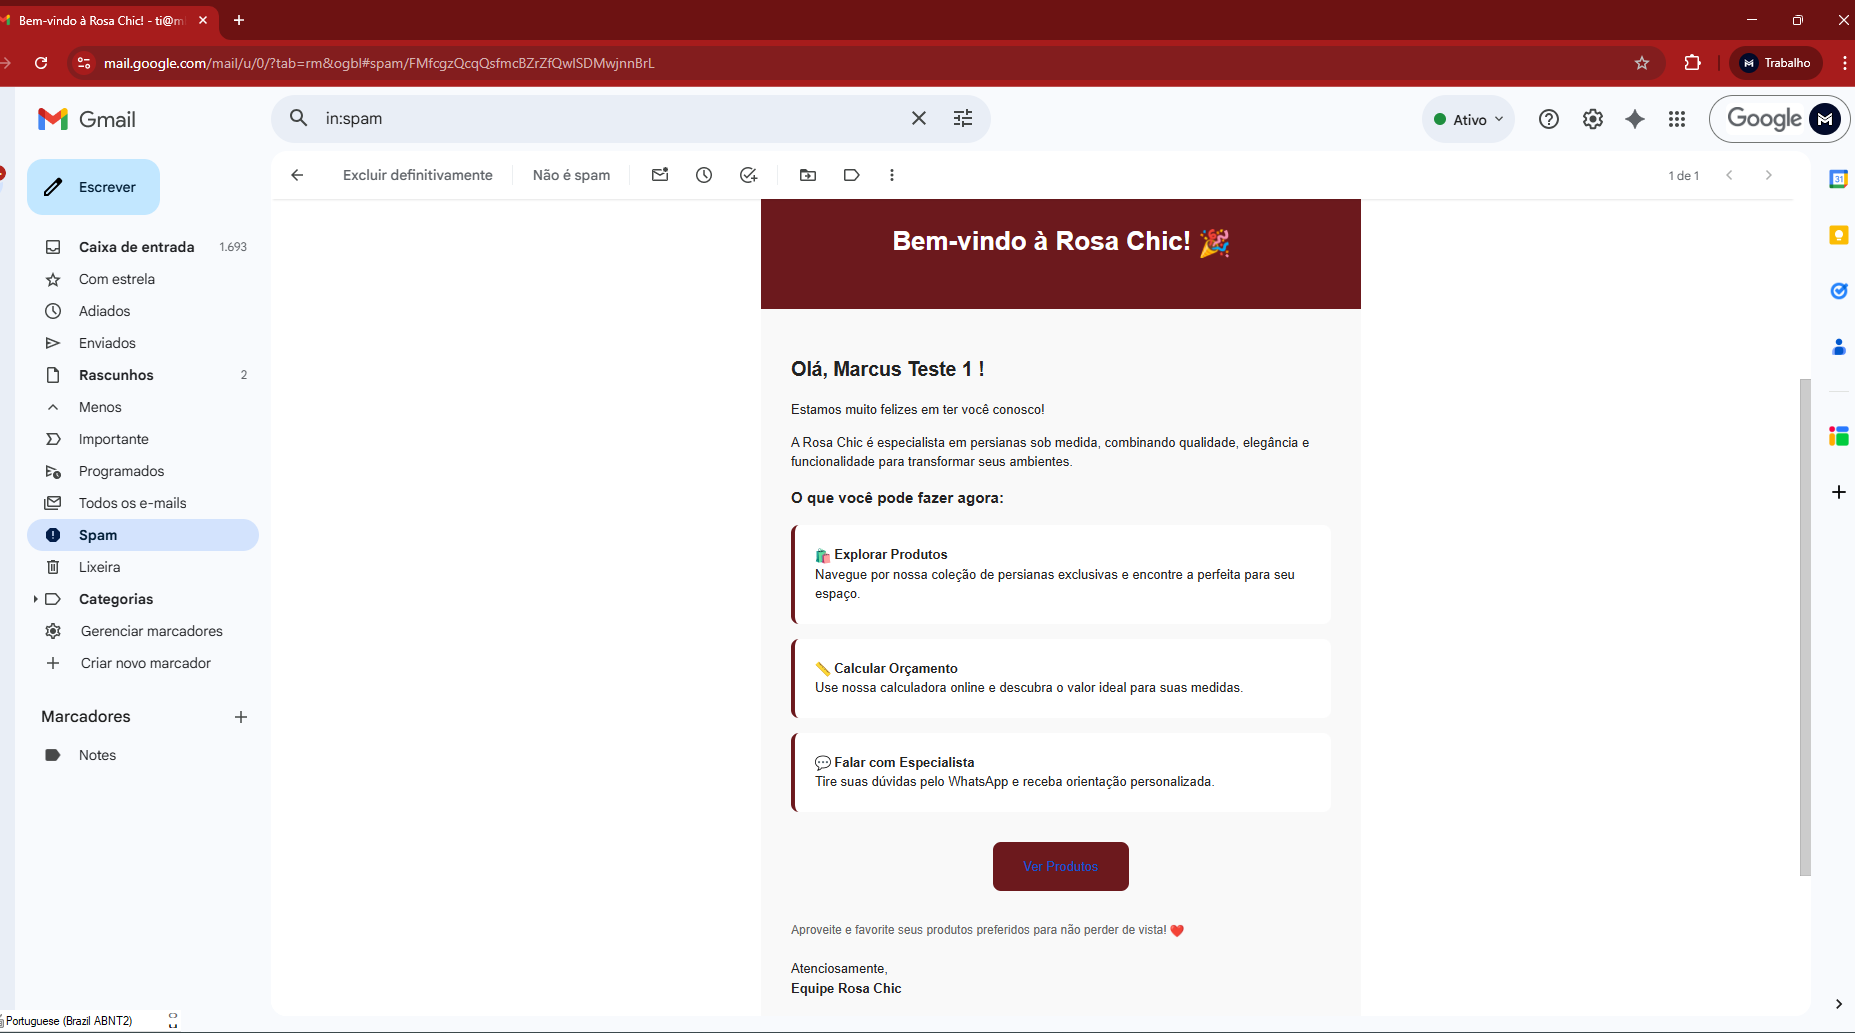 Bem-vindo à Rosa Chic! - ti@m
mail.google.com/mail/u/0/?tab=rm&ogbl#spam/FMfcgzQcqQsfmcBZrZfQwlSDMwjnnBrL
Trabalho
Gmail
in:spam
Ativo
Google
Escrever
Excluir definitivamente
Não é spam
1 de 1
Caixa de entrada 1.693
Com estrela
Adiados
Enviados
Rascunhos 2
Menos
Importante
Programados
Todos os e-mails
Spam
Lixeira
Categorias
Gerenciar marcadores
Criar novo marcador
Marcadores
Notes
Bem-vindo à Rosa Chic! 🎉
Olá, Marcus Teste 1 !
Estamos muito felizes em ter você conosco!
A Rosa Chic é especialista em persianas sob medida, combinando qualidade, elegância e
funcionalidade para transformar seus ambientes.
O que você pode fazer agora:
🛍️ Explorar Produtos
Navegue por nossa coleção de persianas exclusivas e encontre a perfeita para seu
espaço.
📏 Calcular Orçamento
Use nossa calculadora online e descubra o valor ideal para suas medidas.
💬 Falar com Especialista
Tire suas dúvidas pelo WhatsApp e receba orientação personalizada.
Ver Produtos
Aproveite e favorite seus produtos preferidos para não perder de vista! ❤️
Atenciosamente,
Equipe Rosa Chic
31
Portuguese (Brazil ABNT2)